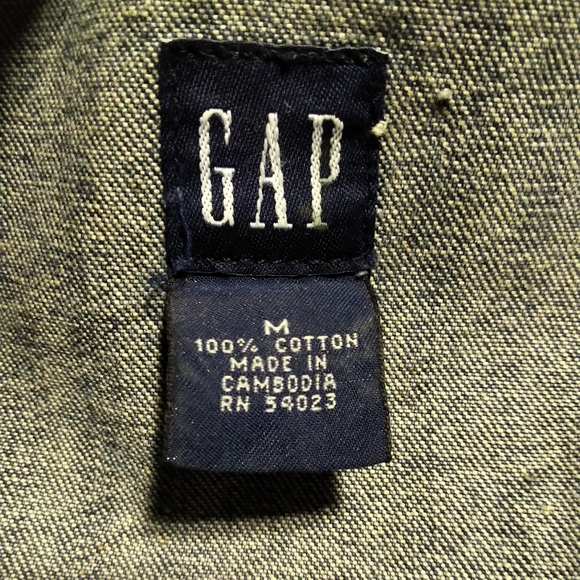 GAP
M
100% COTTON
MADE IN
CAMBODIA
RN 54023